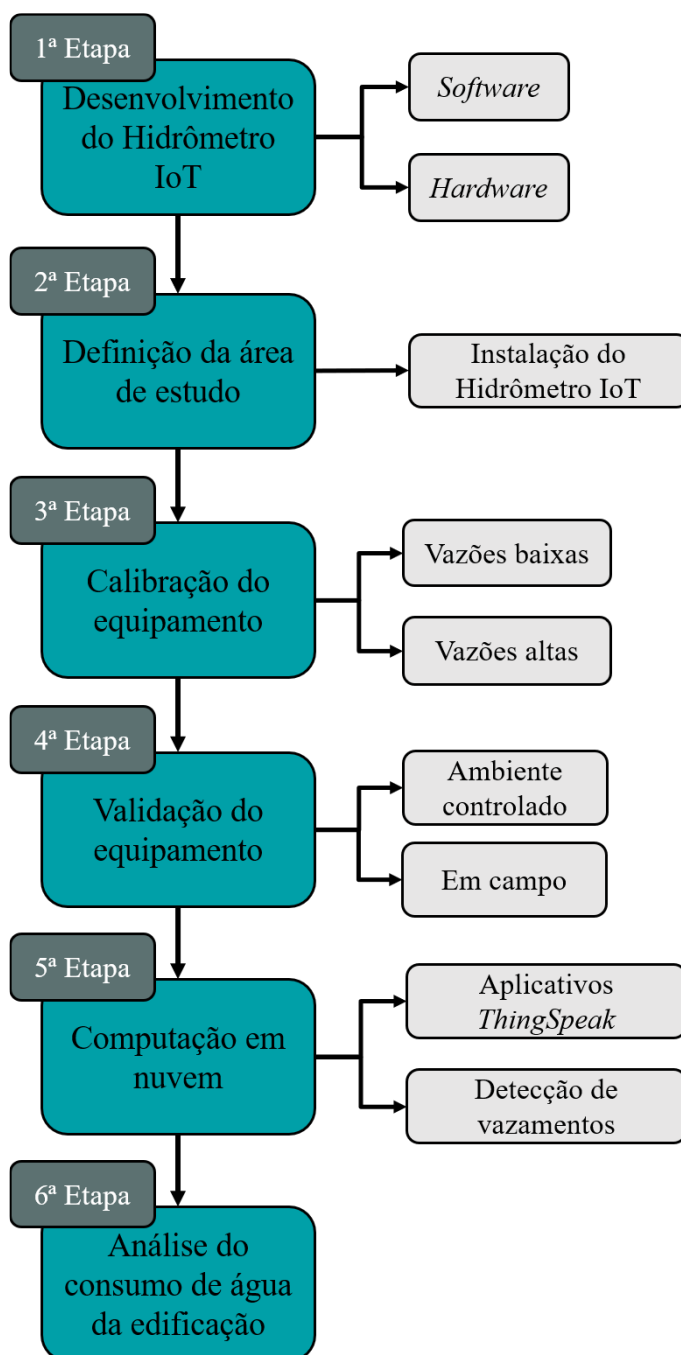 1ª Etapa
Desenvolvimento
do Hidrômetro
IoT
Software
Hardware
2ª Etapa
Definição da área
de estudo
Instalação do
Hidrômetro IoT
3ª Etapa
Calibração do
equipamento
Vazões baixas
Vazões altas
4ª Etapa
Validação do
equipamento
Ambiente
controlado
Em campo
5ª Etapa
Computação em
nuvem
Aplicativos
ThingSpeak
Detecção de
vazamentos
6ª Etapa
Análise do
consumo de água
da edificação